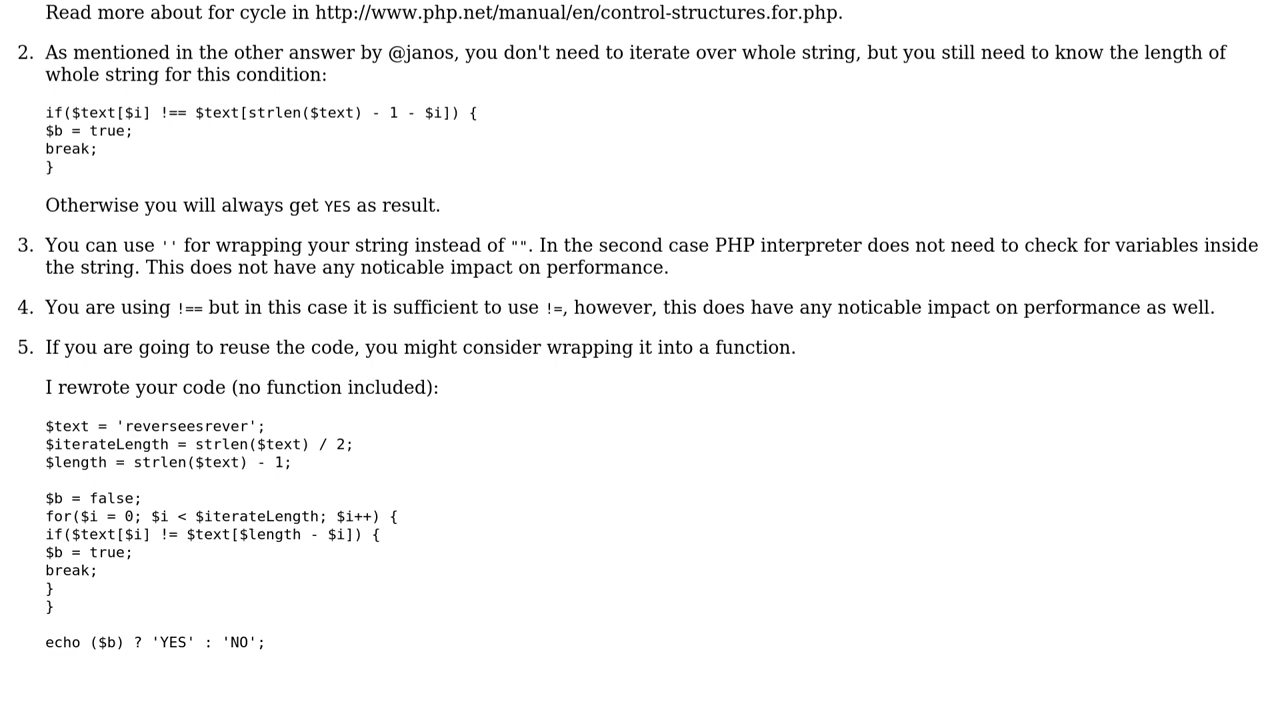 Read more about for cycle in http://www.php.net/manual/en/control-structures.for.php.
2. As mentioned in the other answer by @janos, you don't need to iterate over whole string, but you still need to know the length of
whole string for this condition:
if($text[$i] !== $text[strlen($text) - 1 - $i]) {
$b = true;
break;
}
Otherwise you will always get YES as result.
3. You can use '' for wrapping your string instead of "". In the second case PHP interpreter does not need to check for variables inside
the string. This does not have any noticable impact on performance.
4. You are using !== but in this case it is sufficient to use !=, however, this does have any noticable impact on performance as well.
5. If you are going to reuse the code, you might consider wrapping it into a function.
I rewrote your code (no function included):
$text = 'reverseesrever';
$iterateLength = strlen($text) / 2;
$length = strlen($text) - 1;
$b = false;
for($i = 0; $i < $iterateLength; $i++) {
if($text[$i] != $text[$length - $i]) {
$b = true;
break;
}
}
echo ($b) ? 'YES' : 'NO';